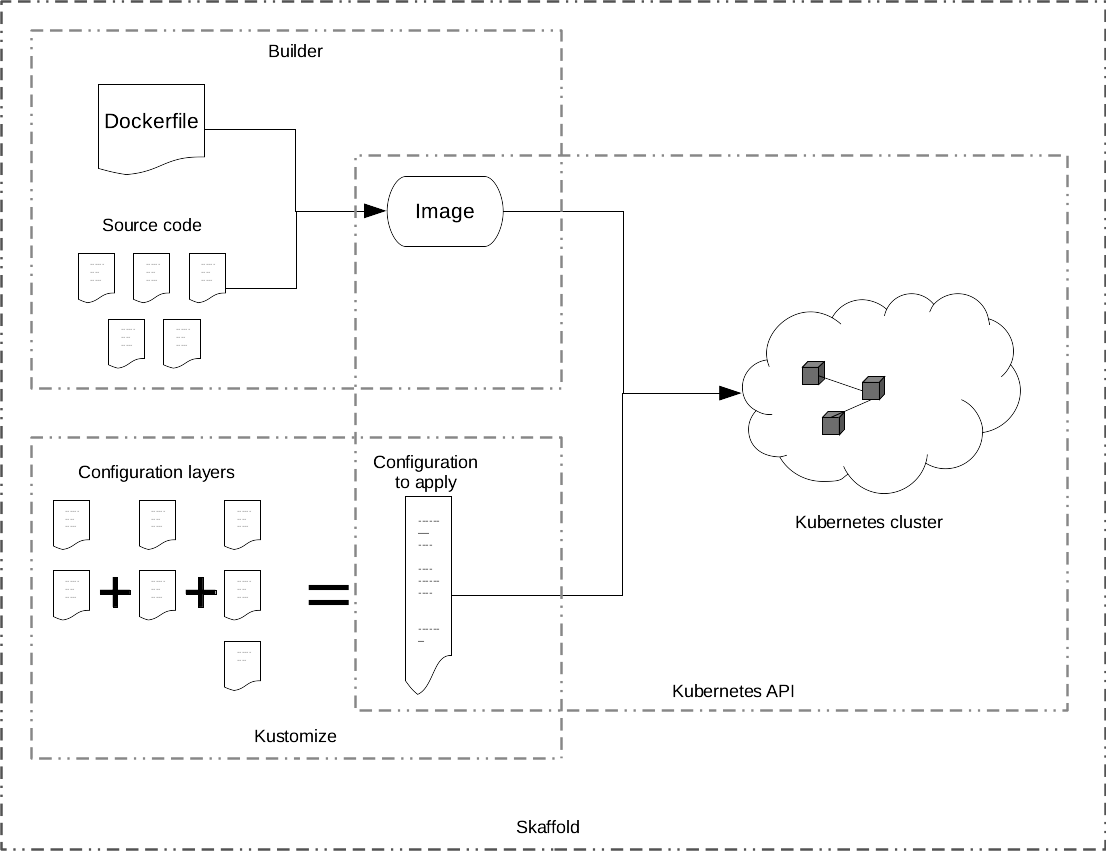 Builder
Dockerfile
Image
Source code
Configuration layers
Configuration
to apply
Kubernetes cluster
Kubernetes API
Kustomize
Skaffold